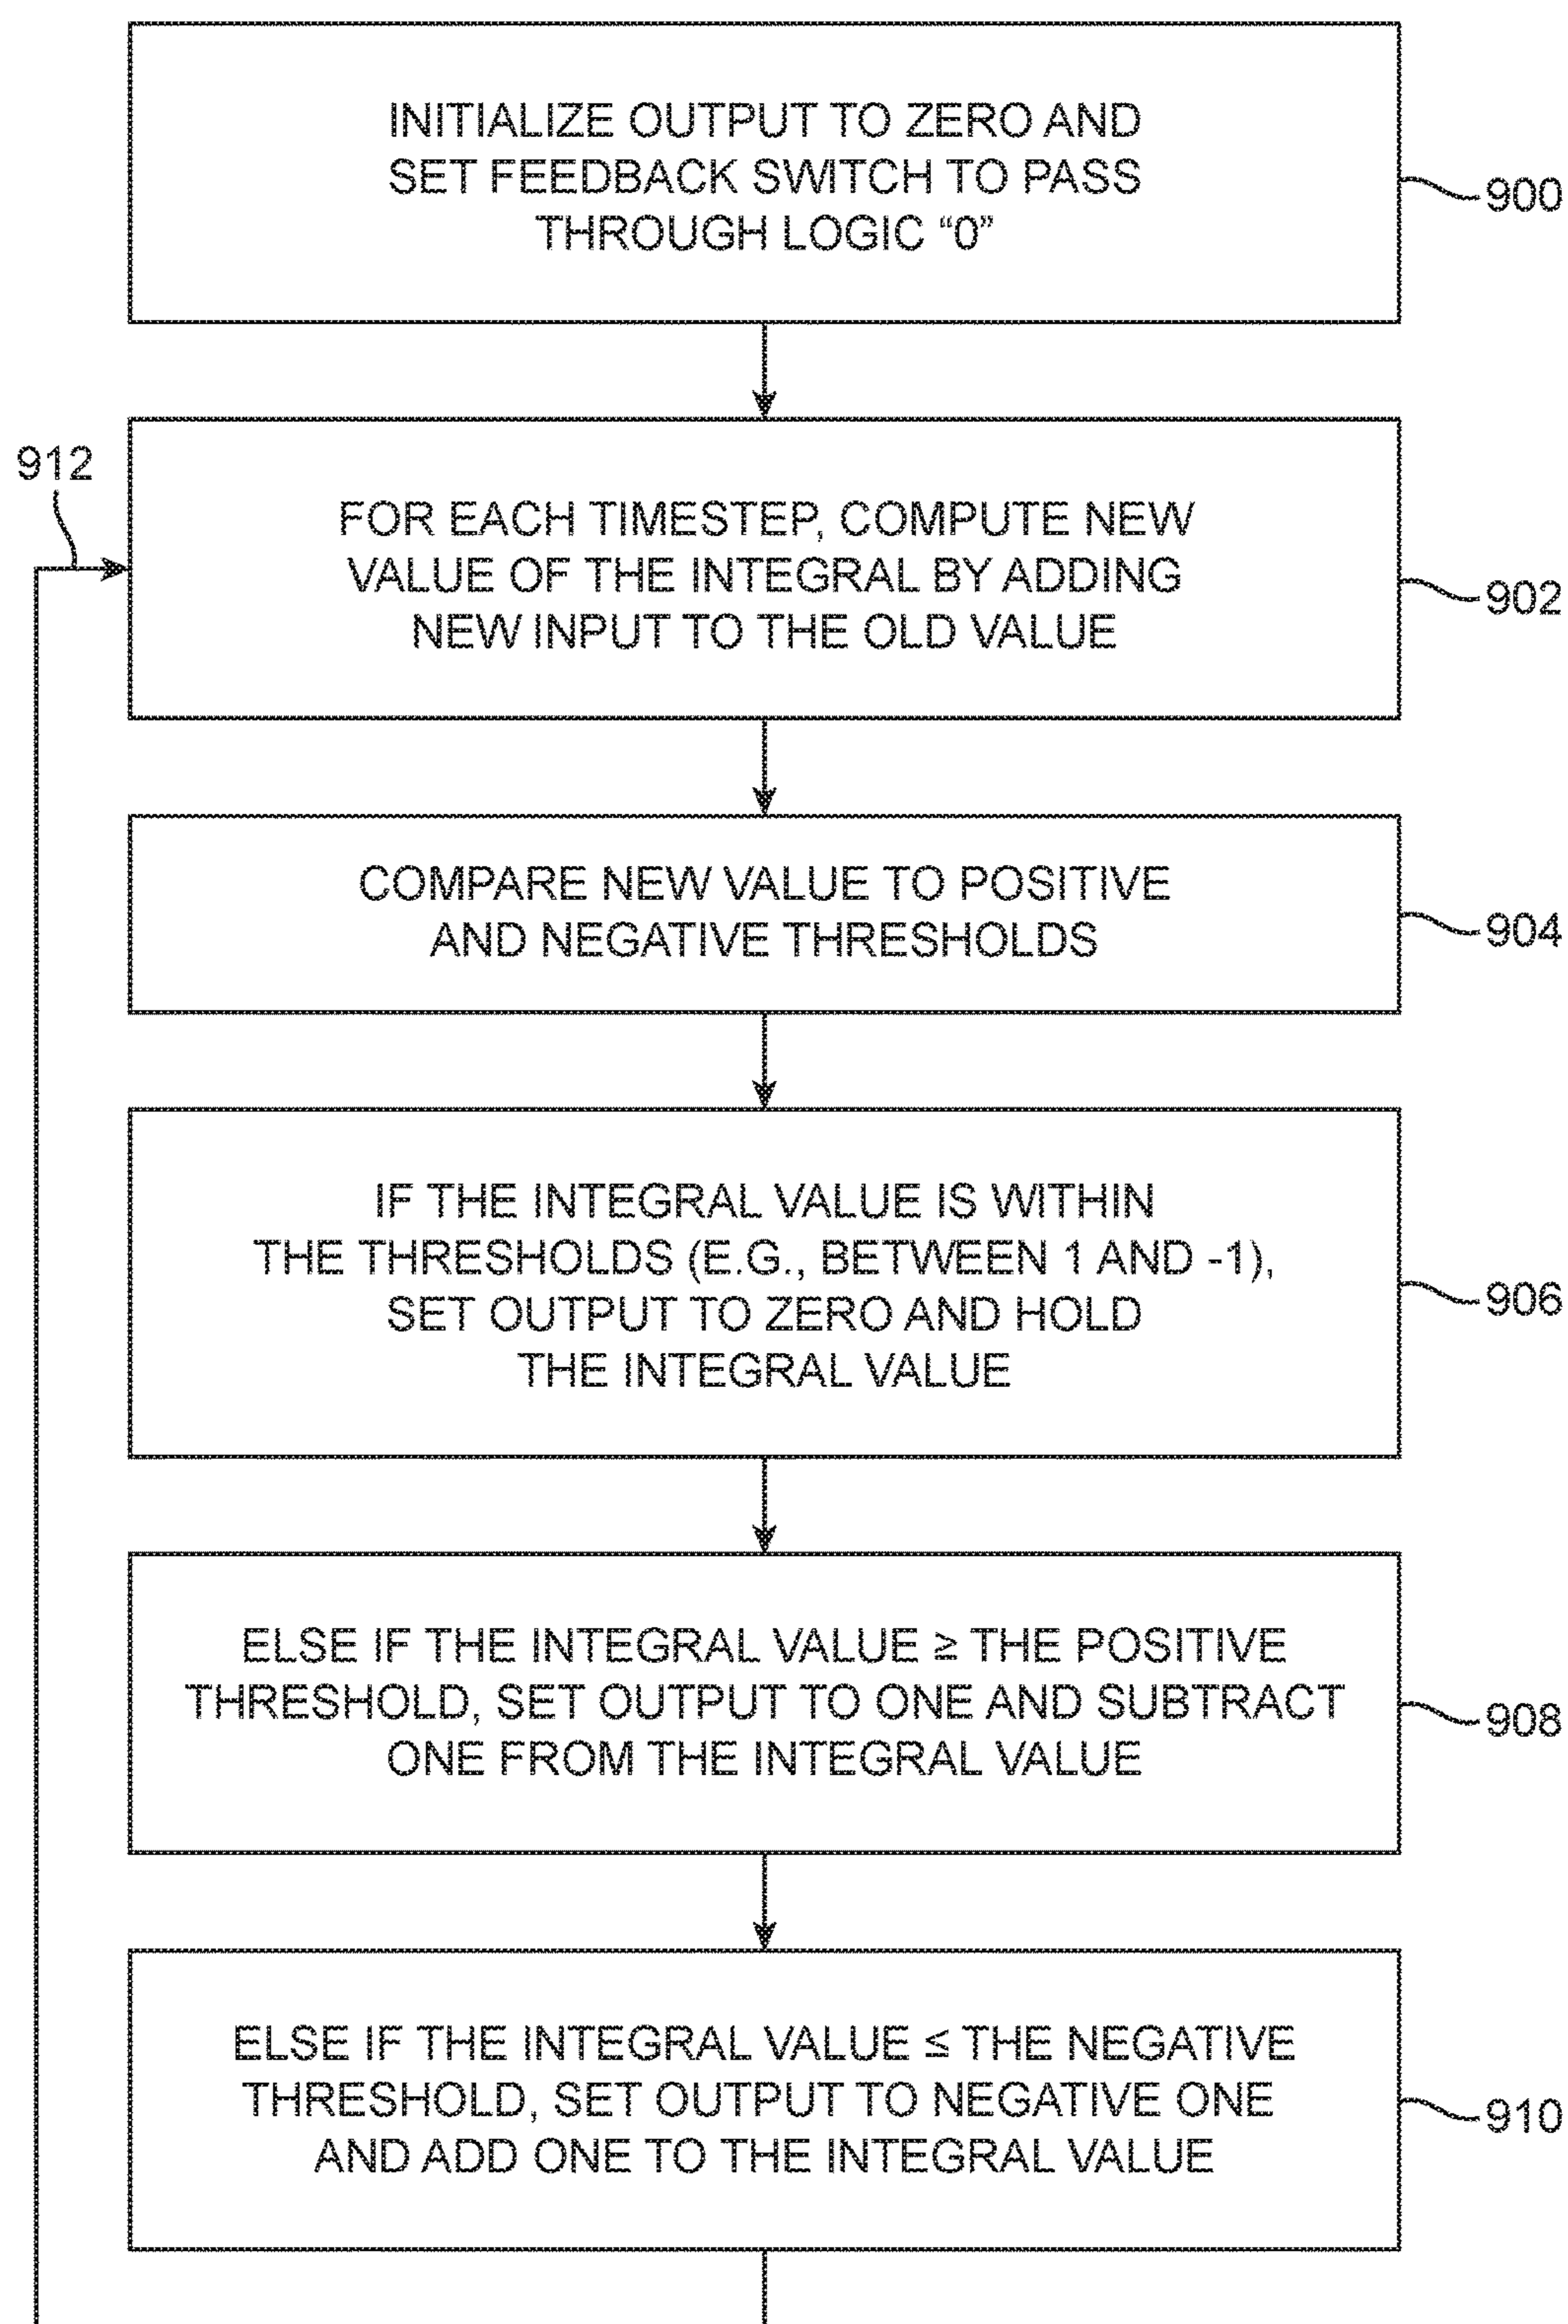 INITIALIZE OUTPUT TO ZERO AND
SET FEEDBACK SWITCH TO PASS
THROUGH LOGIC “0”
900
912
FOR EACH TIMESTEP, COMPUTE NEW
VALUE OF THE INTEGRAL BY ADDING
NEW INPUT TO THE OLD VALUE
902
COMPARE NEW VALUE TO POSITIVE
AND NEGATIVE THRESHOLDS
904
IF THE INTEGRAL VALUE IS WITHIN
THE THRESHOLDS (E.G., BETWEEN 1 AND -1),
SET OUTPUT TO ZERO AND HOLD
THE INTEGRAL VALUE
906
ELSE IF THE INTEGRAL VALUE ≥ THE POSITIVE
THRESHOLD, SET OUTPUT TO ONE AND SUBTRACT
ONE FROM THE INTEGRAL VALUE
908
ELSE IF THE INTEGRAL VALUE ≤ THE NEGATIVE
THRESHOLD, SET OUTPUT TO NEGATIVE ONE
AND ADD ONE TO THE INTEGRAL VALUE
910